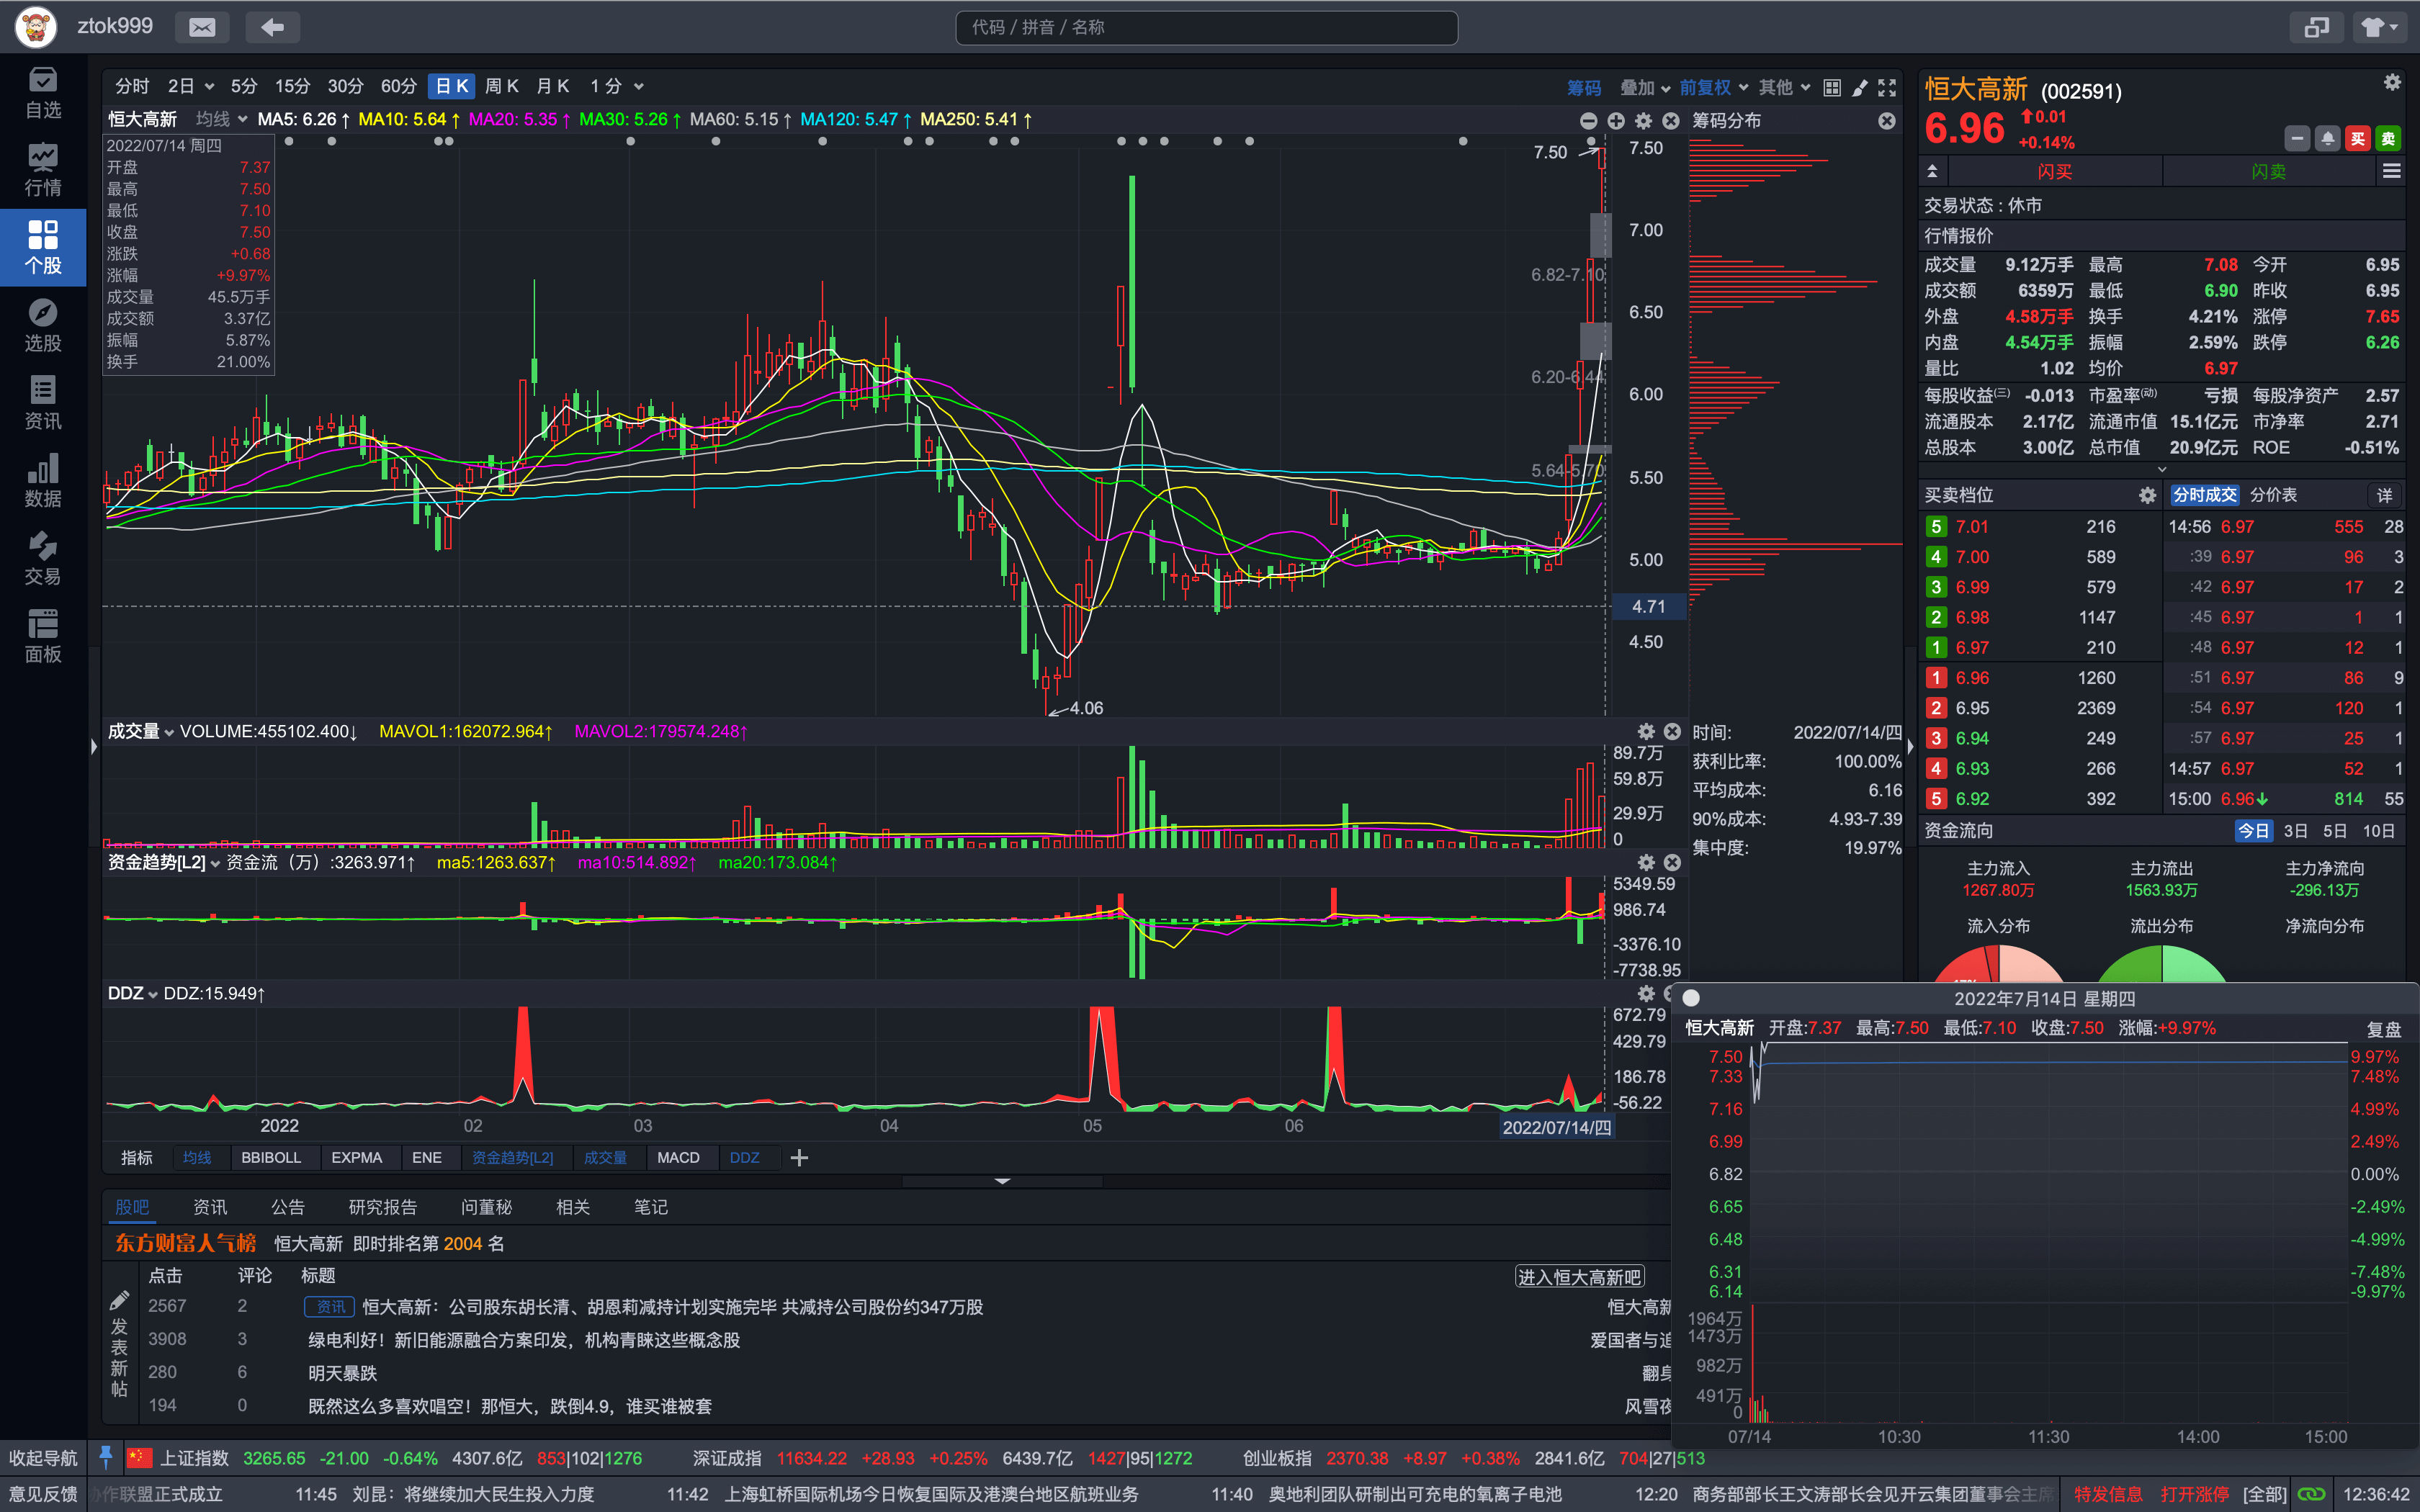 ztok999
代码 / 拼音 / 名称
自选
行情
个股
选股
资讯
数据
交易
面板
分时 2日 5分 15分 30分 60分 日K 周K 月K 1分
筹码 叠加 前复权 其他
恒大高新 均线 MA5: 6.26↑ MA10: 5.64↑ MA20: 5.35↑ MA30: 5.26↑ MA60: 5.15↑ MA120: 5.47↑ MA250: 5.41↑
筹码分布
2022/07/14 周四
开盘 7.37
最高 7.50
最低 7.10
收盘 7.50
涨跌 +0.68
涨幅 +9.97%
成交量 45.5万手
成交额 3.37亿
振幅 5.87%
换手 21.00%
7.50
6.82-7.10
6.20-6.44
5.64-5.70
4.06
7.50
7.00
6.50
6.00
5.50
5.00
4.71
4.50
成交量 VOLUME:455102.400↓ MAVOL1:162072.964↑ MAVOL2:179574.248↑
89.7万
59.8万
29.9万
0
资金趋势[L2] 资金流（万）:3263.971↑ ma5:1263.637↑ ma10:514.892↑ ma20:173.084↑
5349.59
986.74
-3376.10
-7738.95
DDZ DDZ:15.949↑
672.79
429.79
186.78
-56.22
2022 02 03 04 05 06 2022/07/14/四
时间: 2022/07/14/四
获利比率: 100.00%
平均成本: 6.16
90%成本: 4.93-7.39
集中度: 19.97%
指标 均线 BBIBOLL EXPMA ENE 资金趋势[L2] 成交量 MACD DDZ
股吧 资讯 公告 研究报告 问董秘 相关 笔记
东方财富人气榜 恒大高新 即时排名第 2004 名
点击 评论 标题 进入恒大高新吧
发表新帖
2567 2 资讯 恒大高新：公司股东胡长清、胡恩莉减持计划实施完毕 共减持公司股份约347万股 恒大高新
3908 3 绿电利好！新旧能源融合方案印发，机构青睐这些概念股 爱国者与
280 6 明天暴跌 翻身
194 0 既然这么多喜欢唱空！那恒大，跌倒4.9，谁买谁被套 风雪夜
恒大高新 (002591)
6.96 0.01
+0.14%
买 卖
闪买 闪卖
交易状态 : 休市
行情报价
成交量 9.12万手 最高 7.08 今开 6.95
成交额 6359万 最低 6.90 昨收 6.95
外盘 4.58万手 换手 4.21% 涨停 7.65
内盘 4.54万手 振幅 2.59% 跌停 6.26
量比 1.02 均价 6.97
每股收益(三) -0.013 市盈率(动) 亏损 每股净资产 2.57
流通股本 2.17亿 流通市值 15.1亿元 市净率 2.71
总股本 3.00亿 总市值 20.9亿元 ROE -0.51%
买卖档位 分时成交 分价表 详
5 7.01 216 14:56 6.97 555 28
4 7.00 589 :39 6.97 96 3
3 6.99 579 :42 6.97 17 2
2 6.98 1147 :45 6.97 1 1
1 6.97 210 :48 6.97 12 1
1 6.96 1260 :51 6.97 86 9
2 6.95 2369 :54 6.97 120 1
3 6.94 249 :57 6.97 25 1
4 6.93 266 14:57 6.97 52 1
5 6.92 392 15:00 6.96↓ 814 55
资金流向 今日 3日 5日 10日
主力流入 主力流出 主力净流向
1267.80万 1563.93万 -296.13万
流入分布 流出分布 净流向分布
2022年7月14日 星期四
恒大高新 开盘:7.37 最高:7.50 最低:7.10 收盘:7.50 涨幅:+9.97%
复盘
7.50 9.97%
7.33 7.48%
7.16 4.99%
6.99 2.49%
6.82 0.00%
6.65 -2.49%
6.48 -4.99%
6.31 -7.48%
6.14 -9.97%
1964万
1473万
982万
491万
0
07/14 10:30 11:30 14:00 15:00
收起导航 上证指数 3265.65 -21.00 -0.64% 4307.6亿 853|102|1276 深证成指 11634.22 +28.93 +0.25% 6439.7亿 1427|95|1272 创业板指 2370.38 +8.97 +0.38% 2841.6亿 704|27|513
意见反馈 作联盟正式成立 11:45 刘昆：将继续加大民生投入力度 11:42 上海虹桥国际机场今日恢复国际及港澳台地区航班业务 11:40 奥地利团队研制出可充电的氧离子电池 12:20 商务部部长王文涛部长会见开云集团董事会主席 特发信息 打开涨停 [全部] 12:36:42